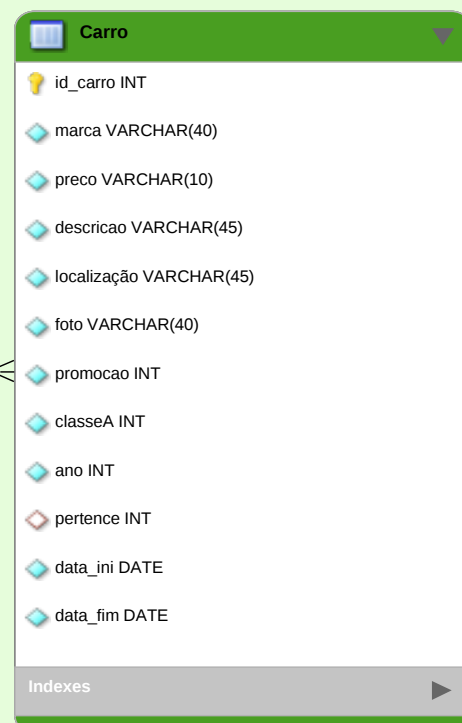 Carro
id_carro INT
marca VARCHAR(40)
preco VARCHAR(10)
descricao VARCHAR(45)
localização VARCHAR(45)
foto VARCHAR(40)
promocao INT
classeA INT
ano INT
pertence INT
data_ini DATE
data_fim DATE
Indexes